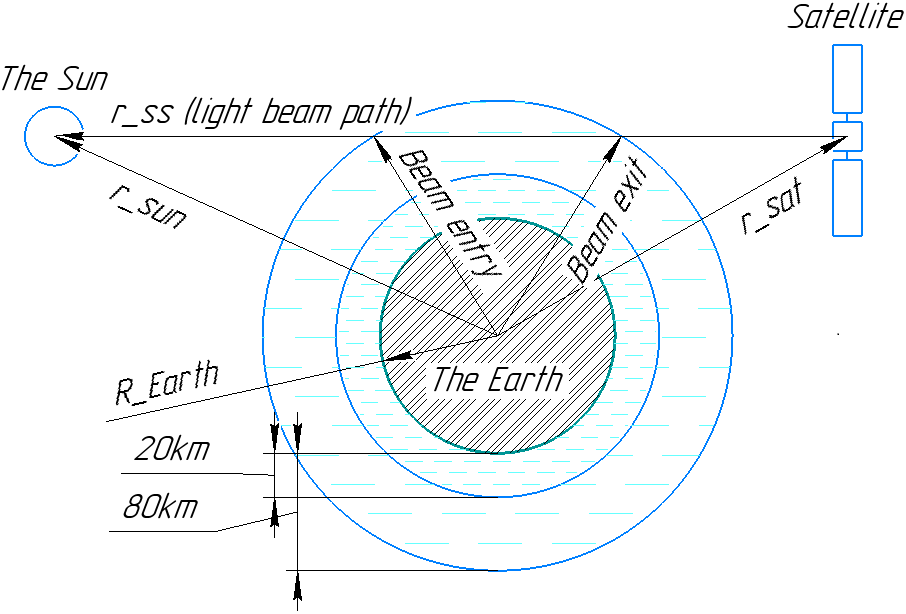 Satellite
The Sun
r_ss (light beam path)
r_sun
Beam entry
Beam exit
r_sat
R_Earth
The Earth
20km
80km